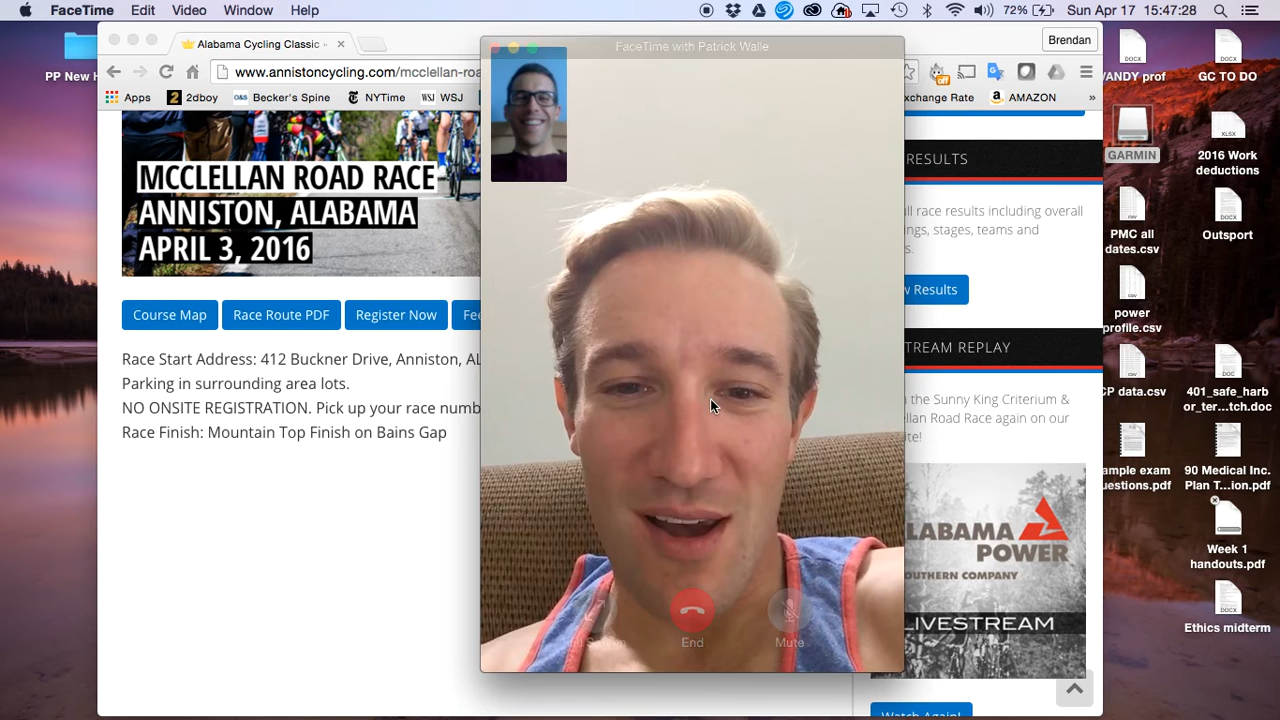 FaceTime Edit Video Window Help
72% Sun Apr 17 15:47:28
Alabama Cycling Classic
Brendan
www.annistoncycling.com/mcclellan-roa
Apps 2dboy Becker's Spine NYTime WSJ
xchange Rate AMAZON »
FaceTime with Patrick Walle
PP New H
MCCLELLAN ROAD RACE
ANNISTON, ALABAMA
APRIL 3, 2016
Course Map Race Route PDF Register Now Fe
Race Start Address: 412 Buckner Drive, Anniston, AL
Parking in surrounding area lots.
NO ONSITE REGISTRATION. Pick up your race numb
Race Finish: Mountain Top Finish on Bains Gap
End
Mute
RESULTS
ull race results including overall
ngs, stages, teams and
s.
w Results
TREAM REPLAY
n the Sunny King Criterium &
ellan Road Race again on our
ite!
LABAMA
POWER
OUTHERN COMPANY
LIVESTREAM
Watch Again!
VANDY prof
GC TO DO
GARMIN
2016 Work
deductions
PMC all
dates.csv
Outsport
power
profile.csv
CP data.csv
401_safe_harb
or_ter...tch.doc
ample exam
uestions.pdf
90 Medical Inc.
Plan T...ion.pdf
Week 1
handouts.pdf
Ethics midterm